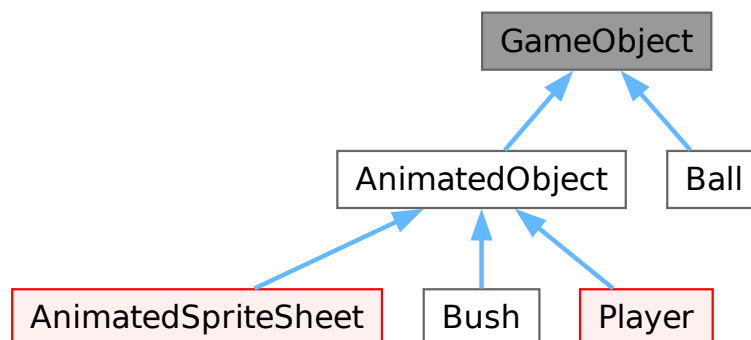 GameObject
AnimatedObject
Ball
AnimatedSpriteSheet
Bush
Player